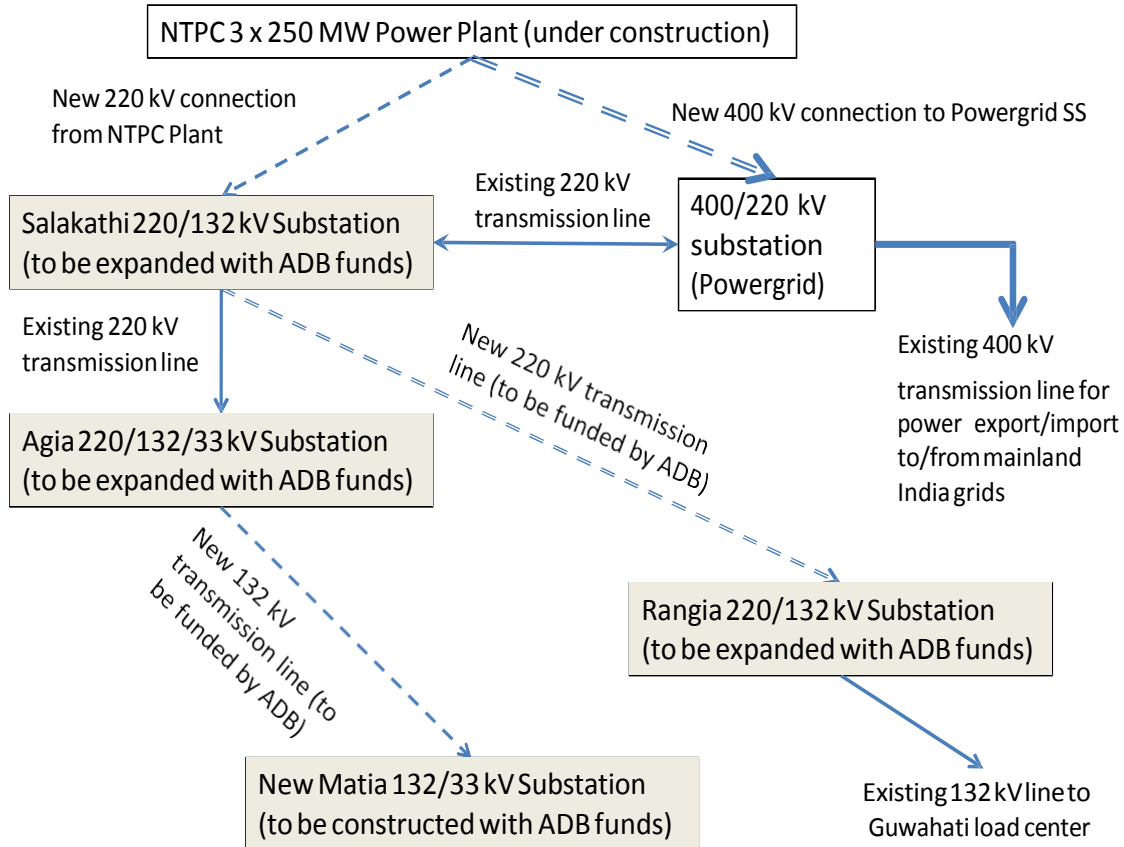 NTPC 3 x 250 MW Power Plant (under construction)
New 220 kV connection
from NTPC Plant
New 400 kV connection to Powergrid SS
Existing 220 kV
transmission line
Salakathi 220/132 kV Substation
(to be expanded with ADB funds)
400/220 kV
substation
(Powergrid)
Existing 220 kV
transmission line
New 220 kV transmission
line (to be funded by ADB)
Existing 400 kV
transmission line for
power export/import
to/from mainland
India grids
Agia 220/132/33 kV Substation
(to be expanded with ADB funds)
New 132 kV
transmission line (to
be funded by ADB)
Rangia 220/132 kV Substation
(to be expanded with ADB funds)
New Matia 132/33 kV Substation
(to be constructed with ADB funds)
Existing 132 kV line to
Guwahati load center